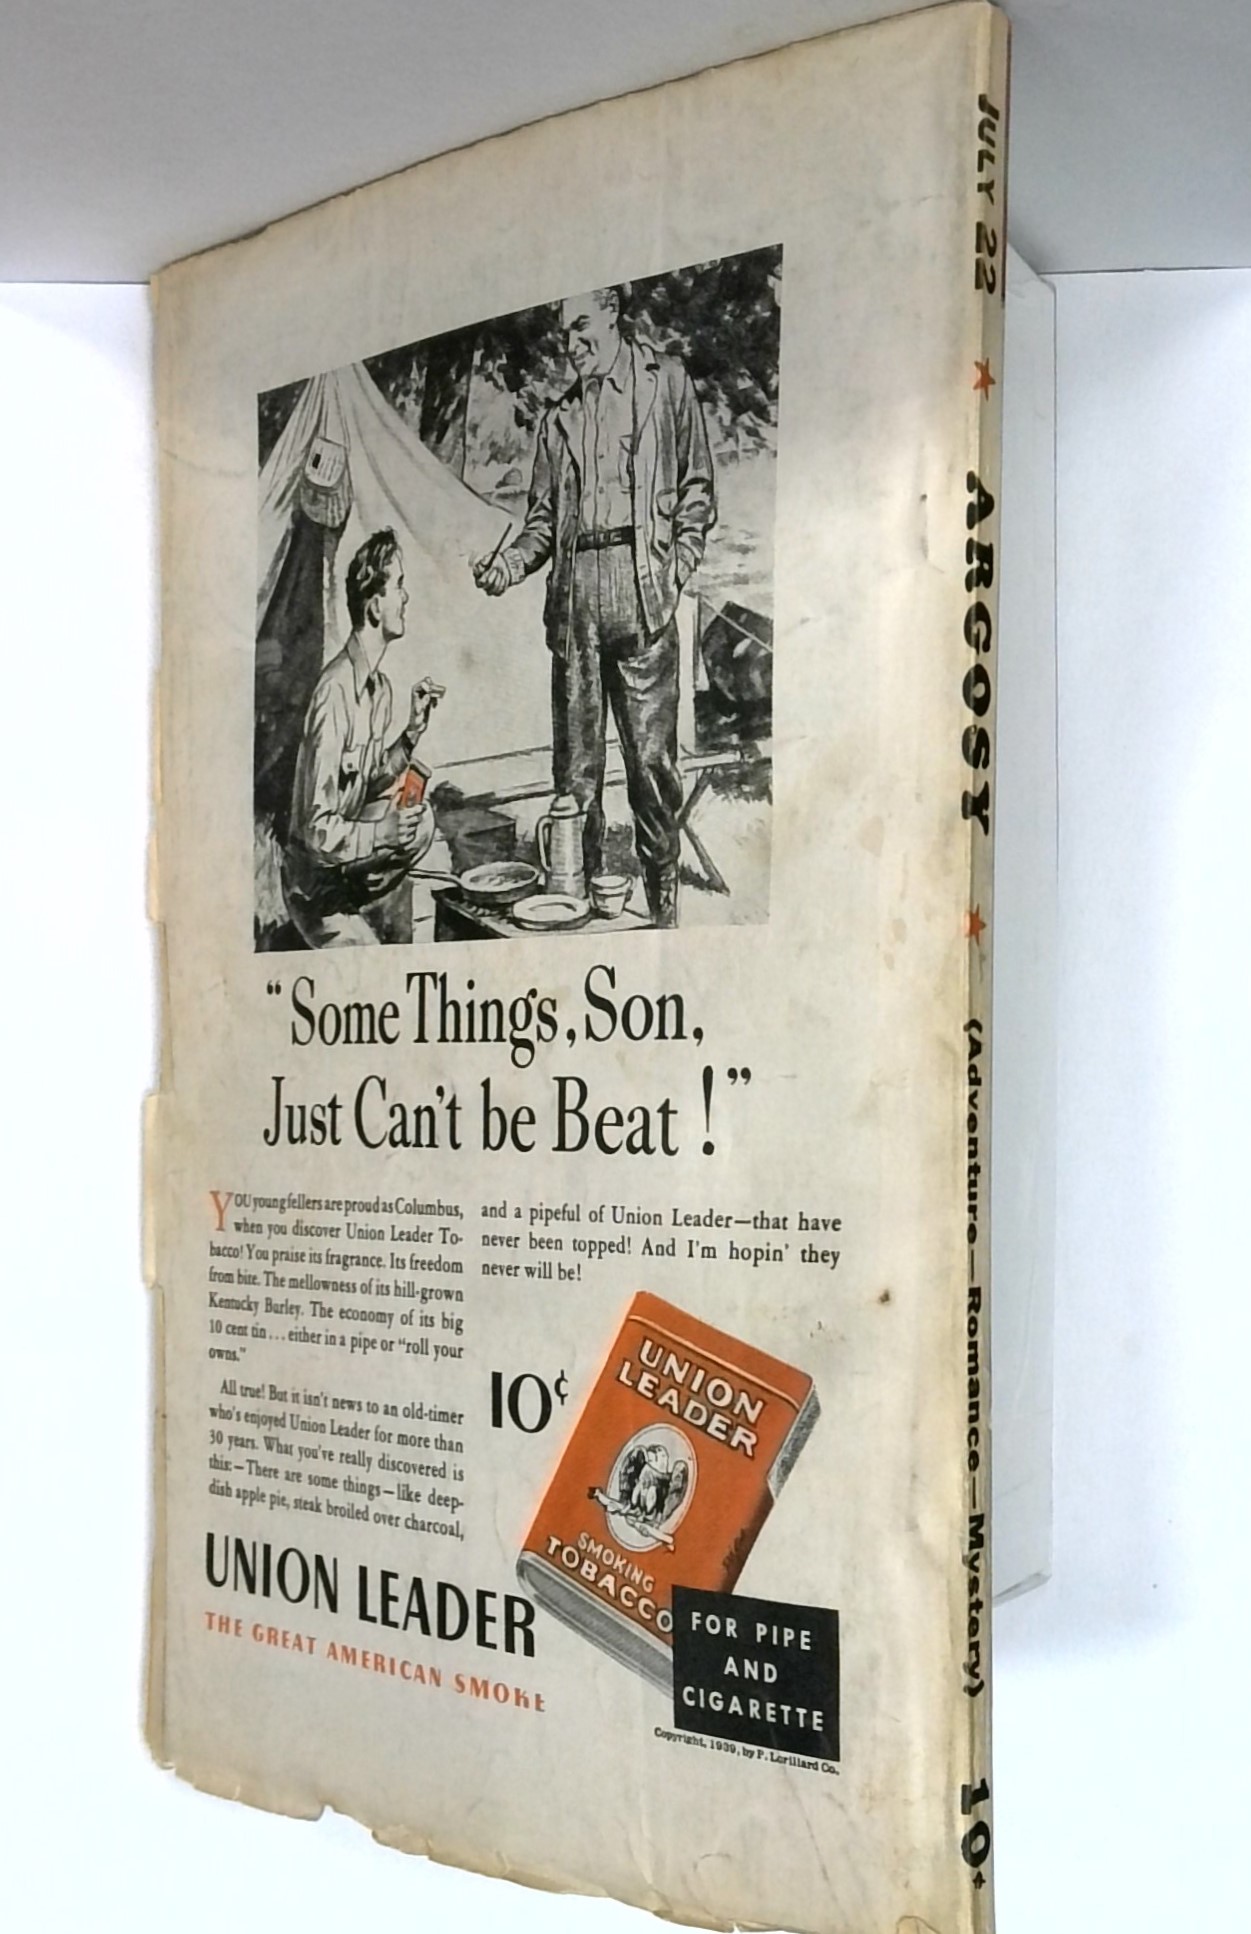 “Some Things, Son,
Just Can't be Beat!”
YOU young fellers are proud as Columbus,
when you discover Union Leader To-
bacco! You praise its fragrance. Its freedom
from bite. The mellowness of its hill-grown
Kentucky Burley. The economy of its big
10 cent tin...either in a pipe or “roll your
owns.”
All true! But it isn't news to an old-timer
who's enjoyed Union Leader for more than
30 years. What you've really discovered is
this:—There are some things—like deep-
dish apple pie, steak broiled over charcoal,
and a pipeful of Union Leader—that have
never been topped! And I'm hopin' they
never will be!
10¢
UNION
LEADER
SMOKING
TOBACCO
UNION LEADER
THE GREAT AMERICAN SMOKE
FOR PIPE
AND
CIGARETTE
Copyright, 1939, by P. Lorillard Co.
JULY 22 ★ ARGOSY ★ (Adventure—Romance—Mystery) 10¢